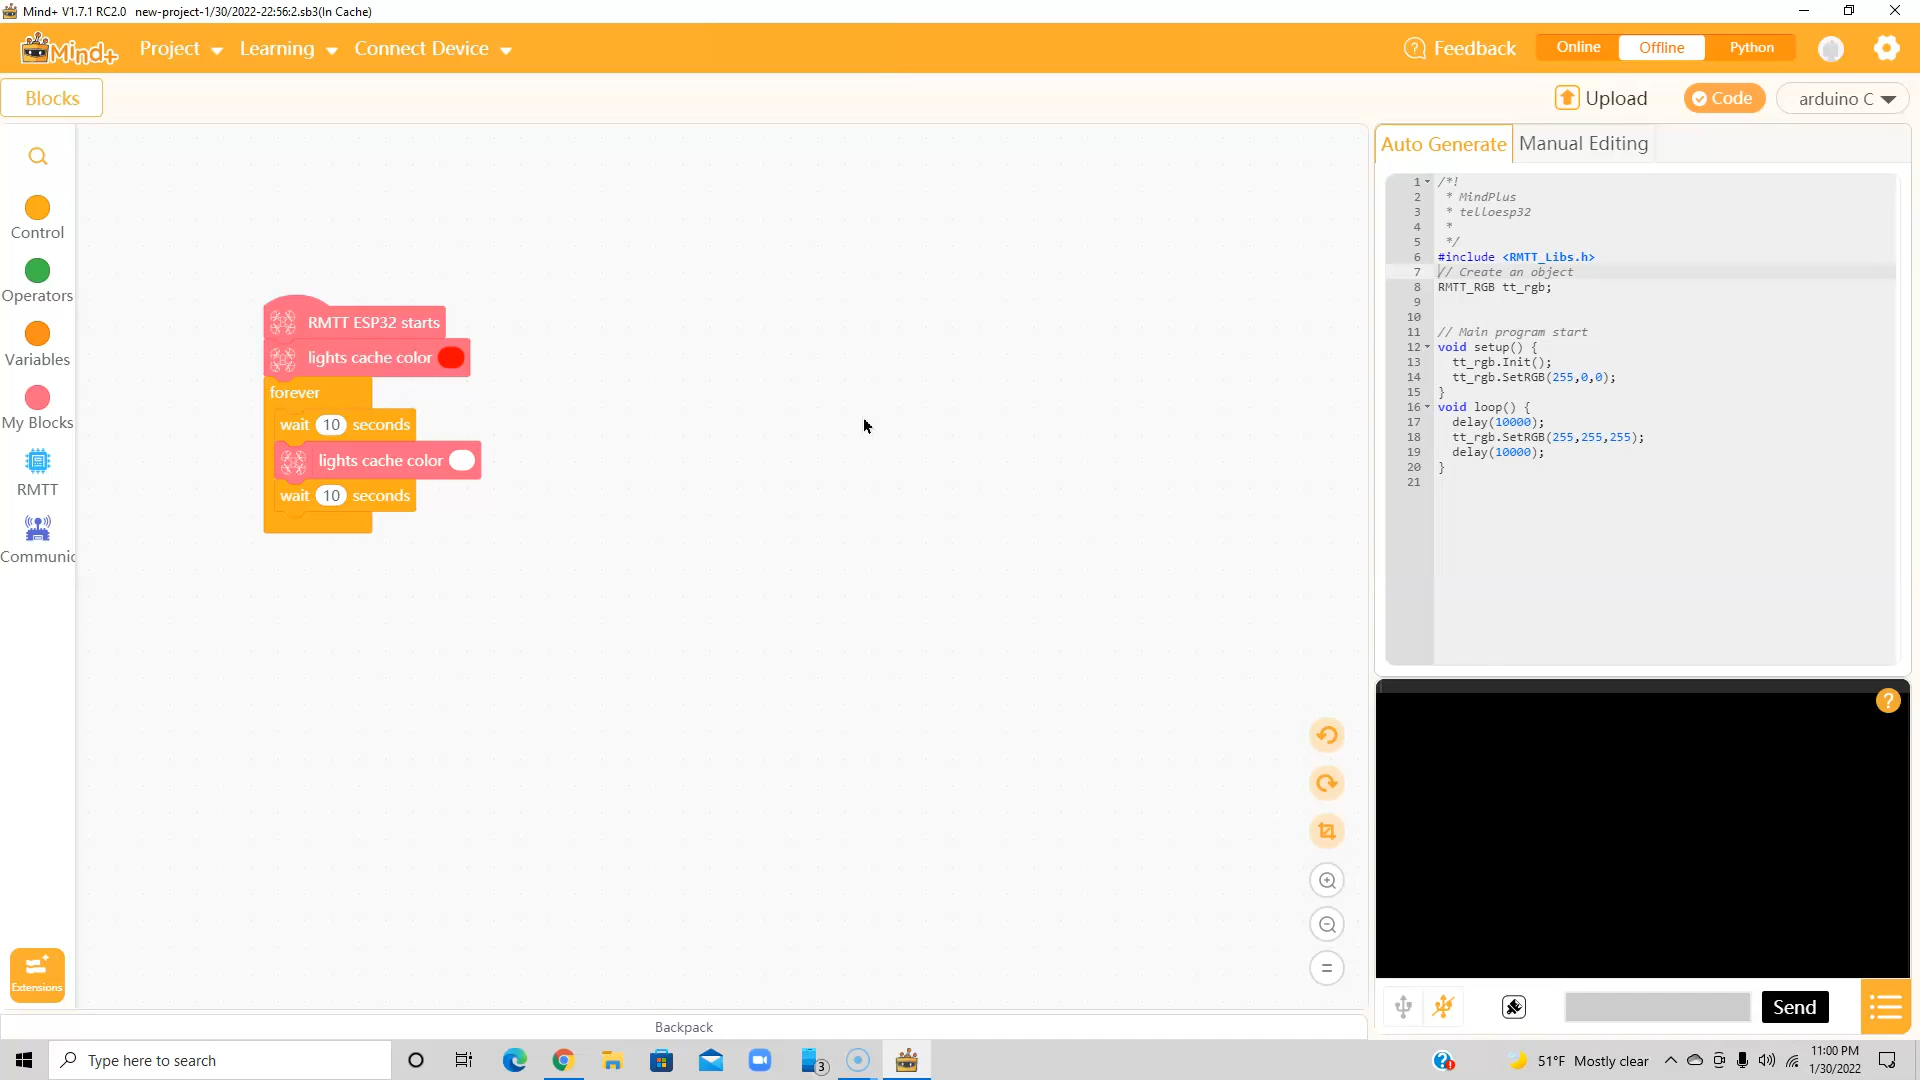 Mind+ V1.7.1 RC2.0   new-project-1/30/2022-22:56:2.sb3(In Cache)
Mind+ Project Learning Connect Device Feedback Online Offline Python
Blocks Upload Code arduino C
Control
Operators
Variables
My Blocks
RMTT
Communic
Extensions
RMTT ESP32 starts
lights cache color
forever
wait 10 seconds
lights cache color
wait 10 seconds
Auto Generate Manual Editing
1 /*!
2 * MindPlus
3 * telloesp32
4 *
5 */
6 #include <RMTT_Libs.h>
7 // Create an object
8 RMTT_RGB tt_rgb;
9
10
11 // Main program start
12 void setup() {
13 tt_rgb.Init();
14 tt_rgb.SetRGB(255,0,0);
15 }
16 void loop() {
17 delay(10000);
18 tt_rgb.SetRGB(255,255,255);
19 delay(10000);
20 }
21
?
Send
Backpack
Type here to search
3
51°F Mostly clear
11:00 PM
1/30/2022